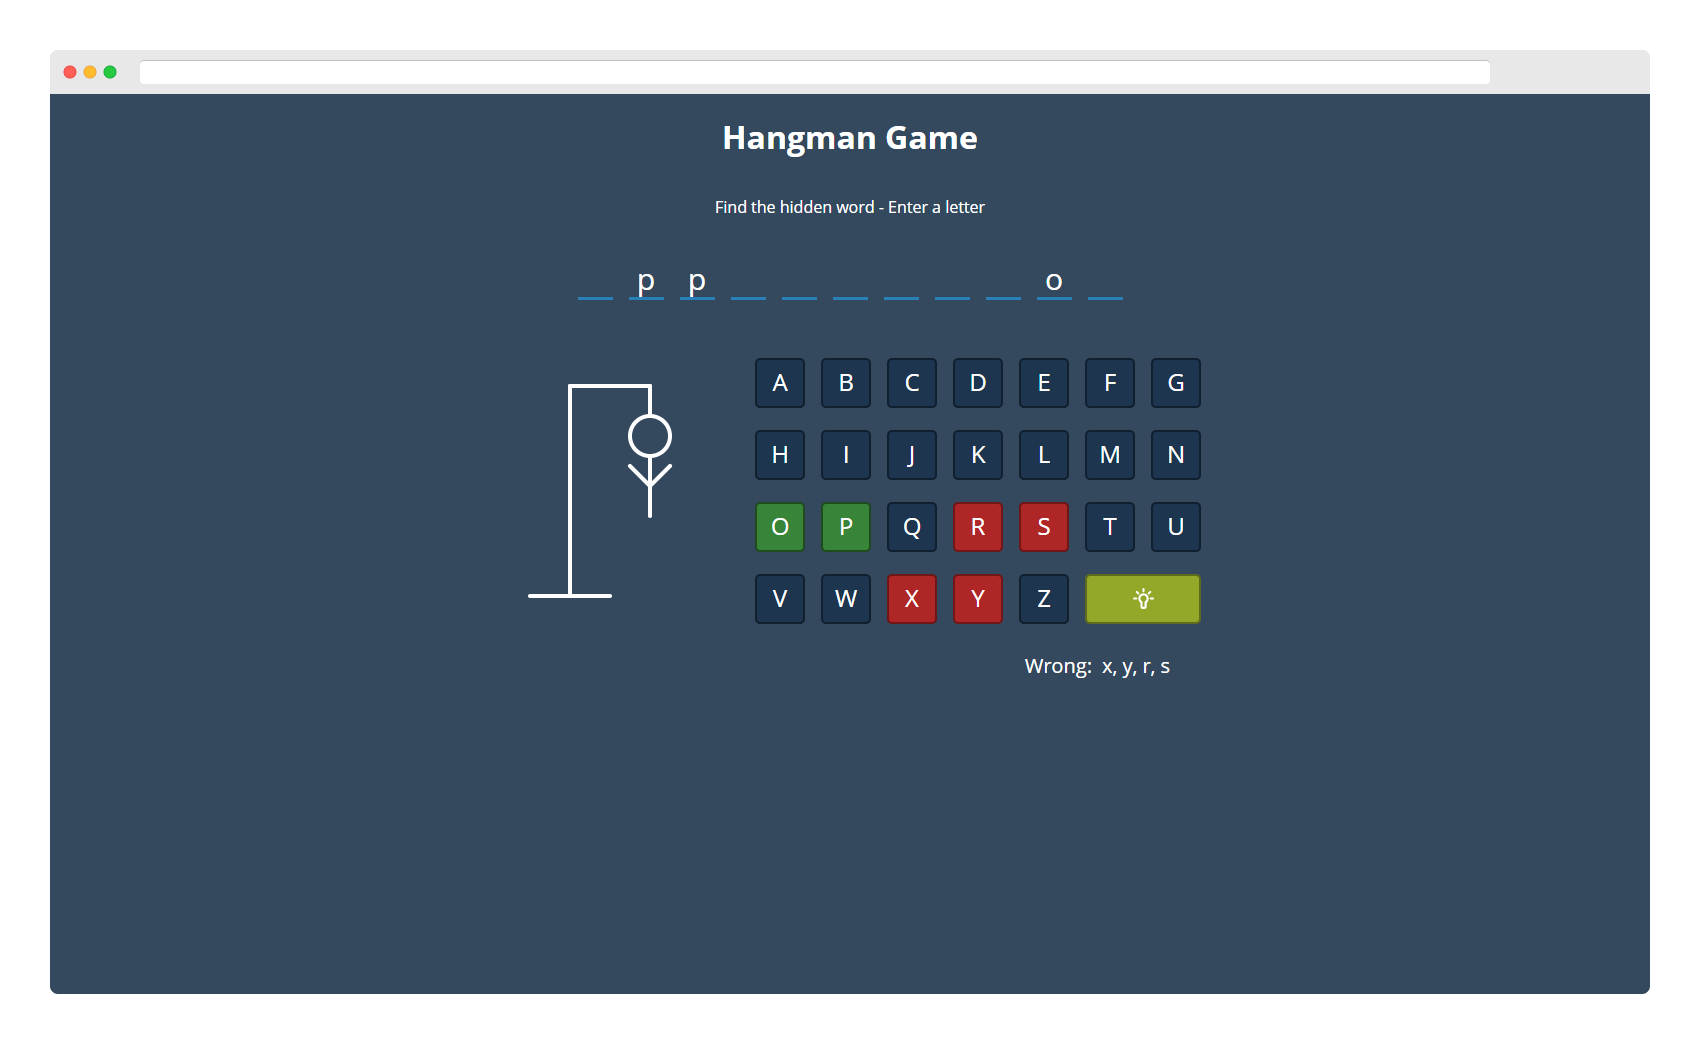 Hangman Game
Find the hidden word - Enter a letter
p p o
A B C D E F G
H I J K L M N
O P Q R S T U
V W X Y Z
Wrong: x, y, r, s